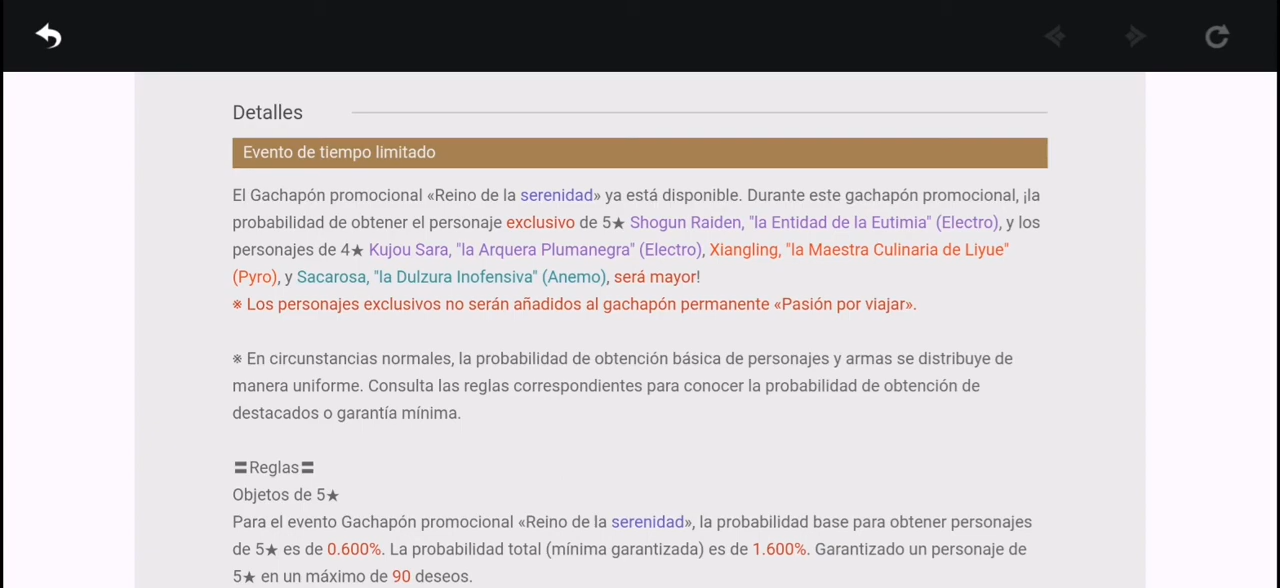 Detalles
Evento de tiempo limitado
El Gachapón promocional «Reino de la serenidad» ya está disponible. Durante este gachapón promocional, ¡la
probabilidad de obtener el personaje exclusivo de 5★ Shogun Raiden, "la Entidad de la Eutimia" (Electro), y los
personajes de 4★ Kujou Sara, "la Arquera Plumanegra" (Electro), Xiangling, "la Maestra Culinaria de Liyue"
(Pyro), y Sacarosa, "la Dulzura Inofensiva" (Anemo), será mayor!
※ Los personajes exclusivos no serán añadidos al gachapón permanente «Pasión por viajar».
※ En circunstancias normales, la probabilidad de obtención básica de personajes y armas se distribuye de
manera uniforme. Consulta las reglas correspondientes para conocer la probabilidad de obtención de
destacados o garantía mínima.
〓Reglas〓
Objetos de 5★
Para el evento Gachapón promocional «Reino de la serenidad», la probabilidad base para obtener personajes
de 5★ es de 0.600%. La probabilidad total (mínima garantizada) es de 1.600%. Garantizado un personaje de
5★ en un máximo de 90 deseos.